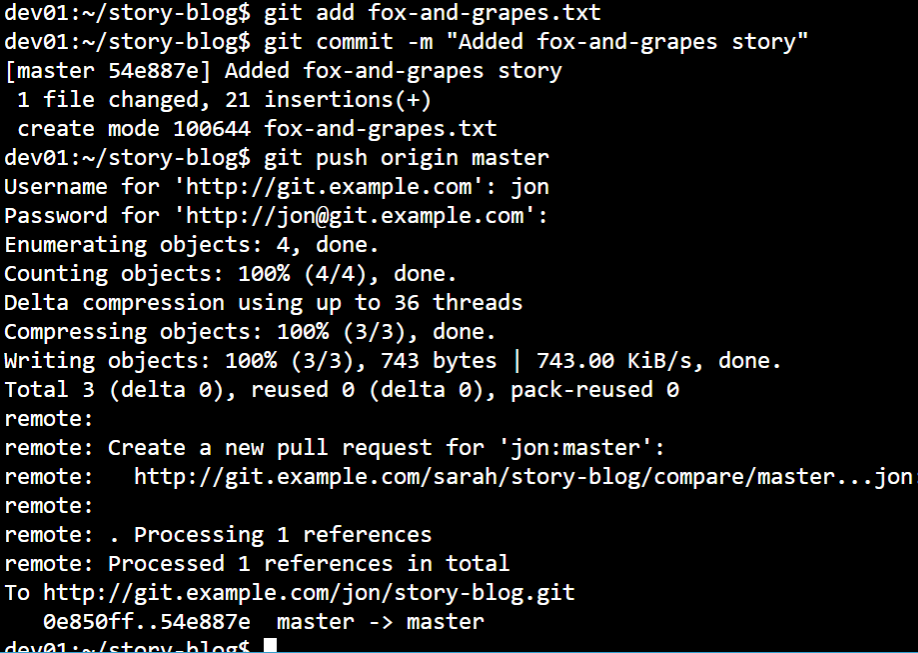 dev01:~/story-blog$ git add fox-and-grapes.txt
dev01:~/story-blog$ git commit -m "Added fox-and-grapes story"
[master 54e887e] Added fox-and-grapes story
 1 file changed, 21 insertions(+)
 create mode 100644 fox-and-grapes.txt
dev01:~/story-blog$ git push origin master
Username for 'http://git.example.com': jon
Password for 'http://jon@git.example.com':
Enumerating objects: 4, done.
Counting objects: 100% (4/4), done.
Delta compression using up to 36 threads
Compressing objects: 100% (3/3), done.
Writing objects: 100% (3/3), 743 bytes | 743.00 KiB/s, done.
Total 3 (delta 0), reused 0 (delta 0), pack-reused 0
remote:
remote: Create a new pull request for 'jon:master':
remote:   http://git.example.com/sarah/story-blog/compare/master...jon:
remote:
remote: . Processing 1 references
remote: Processed 1 references in total
To http://git.example.com/jon/story-blog.git
   0e850ff..54e887e  master -> master
dev01:~/story-blog$